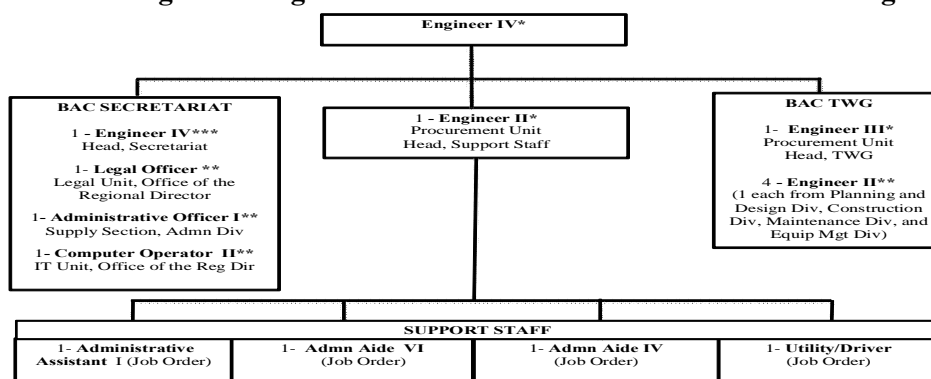 Engineer IV*
BAC SECRETARIAT
1 - Engineer IV***
Head, Secretariat
1- Legal Officer **
Legal Unit, Office of the
Regional Director
1- Administrative Officer I**
Supply Section, Admn Div
1- Computer Operator II**
IT Unit, Office of the Reg Dir
1 - Engineer II*
Procurement Unit
Head, Support Staff
BAC TWG
1- Engineer III*
Procurement Unit
Head, TWG
4 - Engineer II**
(1 each from Planning and
Design Div, Construction
Div, Maintenance Div, and
Equip Mgt Div)
SUPPORT STAFF
1- Administrative
Assistant I (Job Order)
1- Admn Aide VI
(Job Order)
1- Admn Aide IV
(Job Order)
1- Utility/Driver
(Job Order)